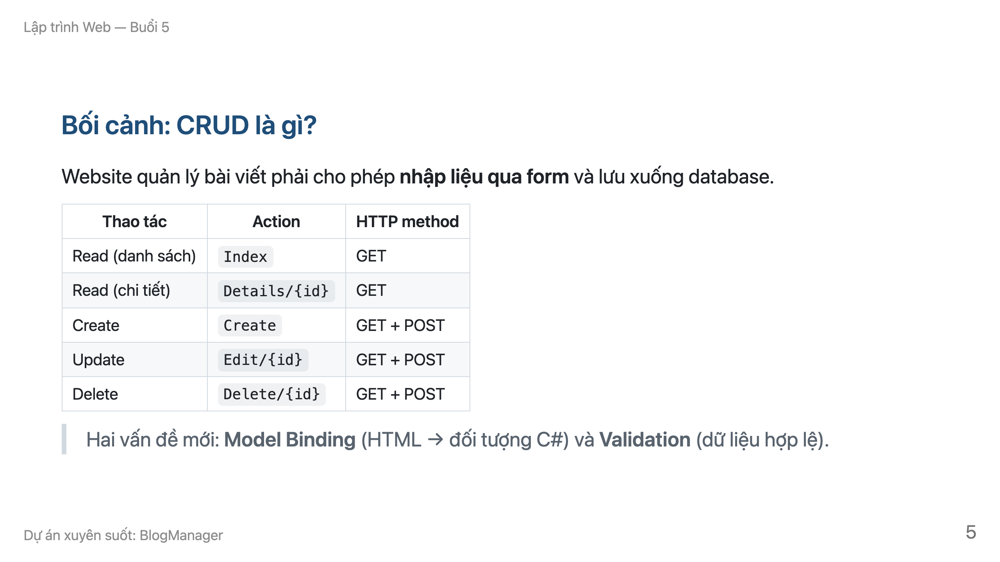 Lập trình Web — Buổi 5
Bối cảnh: CRUD là gì?
Website quản lý bài viết phải cho phép nhập liệu qua form và lưu xuống database.
Thao tác Action HTTP method
Read (danh sách) Index GET
Read (chi tiết) Details/{id} GET
Create Create GET + POST
Update Edit/{id} GET + POST
Delete Delete/{id} GET + POST
Hai vấn đề mới: Model Binding (HTML → đối tượng C#) và Validation (dữ liệu hợp lệ).
Dự án xuyên suốt: BlogManager
5